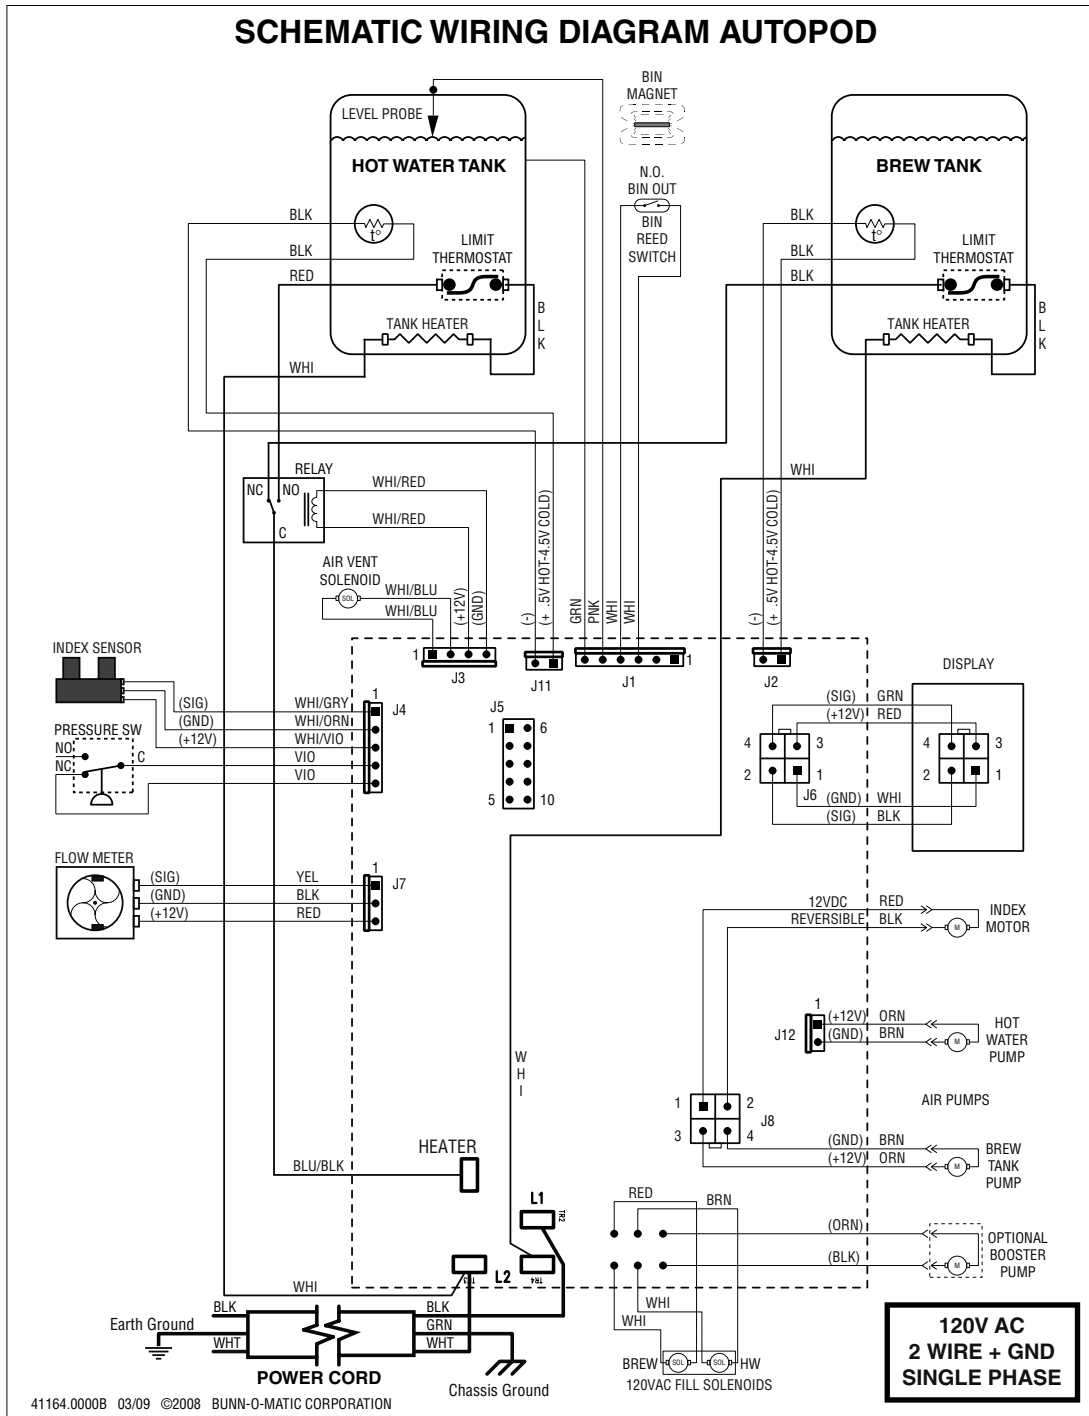 SCHEMATIC WIRING DIAGRAM AUTOPOD
BIN
MAGNET
LEVEL PROBE
HOT WATER TANK
BREW TANK
N.O.
BIN OUT
BIN
REED
SWITCH
BLK
t°
BLK
LIMIT
THERMOSTAT
RED
B
L
K
TANK HEATER
WHI
BLK
t°
BLK
LIMIT
THERMOSTAT
BLK
B
L
K
TANK HEATER
WHI
RELAY
NC
NO
C
WHI/RED
WHI/RED
AIR VENT
SOLENOID
SOL
WHI/BLU
WHI/BLU
(+12V)
(GND)
(-)
(+ .5V HOT-4.5V COLD)
GRN
PNK
WHI
WHI
(-)
(+ .5V HOT-4.5V COLD)
1
J3
J11
J1
1
J2
INDEX SENSOR
(SIG) WHI/GRY
(GND) WHI/ORN
(+12V) WHI/VIO
VIO
VIO
1
J4
PRESSURE SW
NO
NC
C
J5
1
6
5
10
DISPLAY
(SIG) GRN
(+12V) RED
4
3
2
1
J6
4
3
2
1
(GND) WHI
(SIG) BLK
FLOW METER
(SIG) YEL
(GND) BLK
(+12V) RED
1
J7
12VDC RED
REVERSIBLE BLK
M
INDEX
MOTOR
1
J12
(+12V) ORN
(GND) BRN
M
HOT
WATER
PUMP
W
H
I
AIR PUMPS
1
2
3
4
J8
(GND) BRN
(+12V) ORN
M
BREW
TANK
PUMP
HEATER
BLU/BLK
L1
TR2
RED
BRN
(ORN)
(BLK)
M
OPTIONAL
BOOSTER
PUMP
TR3
L2
TR4
WHI
BLK
BLK
Earth Ground
GRN
WHT
WHT
POWER CORD
Chassis Ground
WHI
WHI
BREW
SOL
SOL
HW
120VAC FILL SOLENOIDS
120V AC
2 WIRE + GND
SINGLE PHASE
41164.0000B 03/09 ©2008 BUNN-O-MATIC CORPORATION